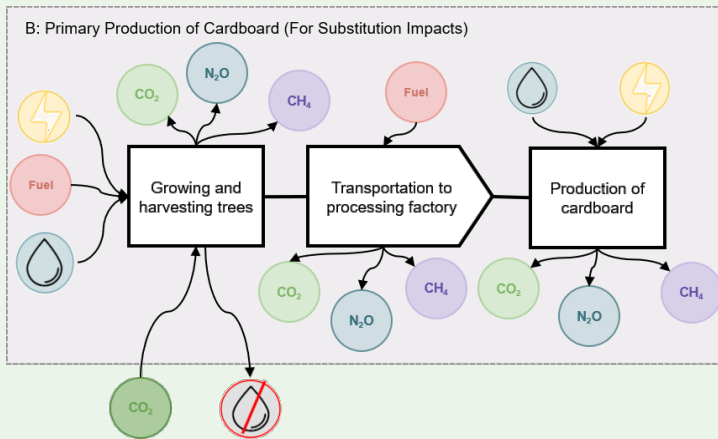 B: Primary Production of Cardboard (For Substitution Impacts)
CO₂
N₂O
CH₄
Fuel
Fuel
Growing and
harvesting trees
Transportation to
processing factory
Production of
cardboard
CO₂
N₂O
CH₄
CO₂
N₂O
CH₄
CO₂